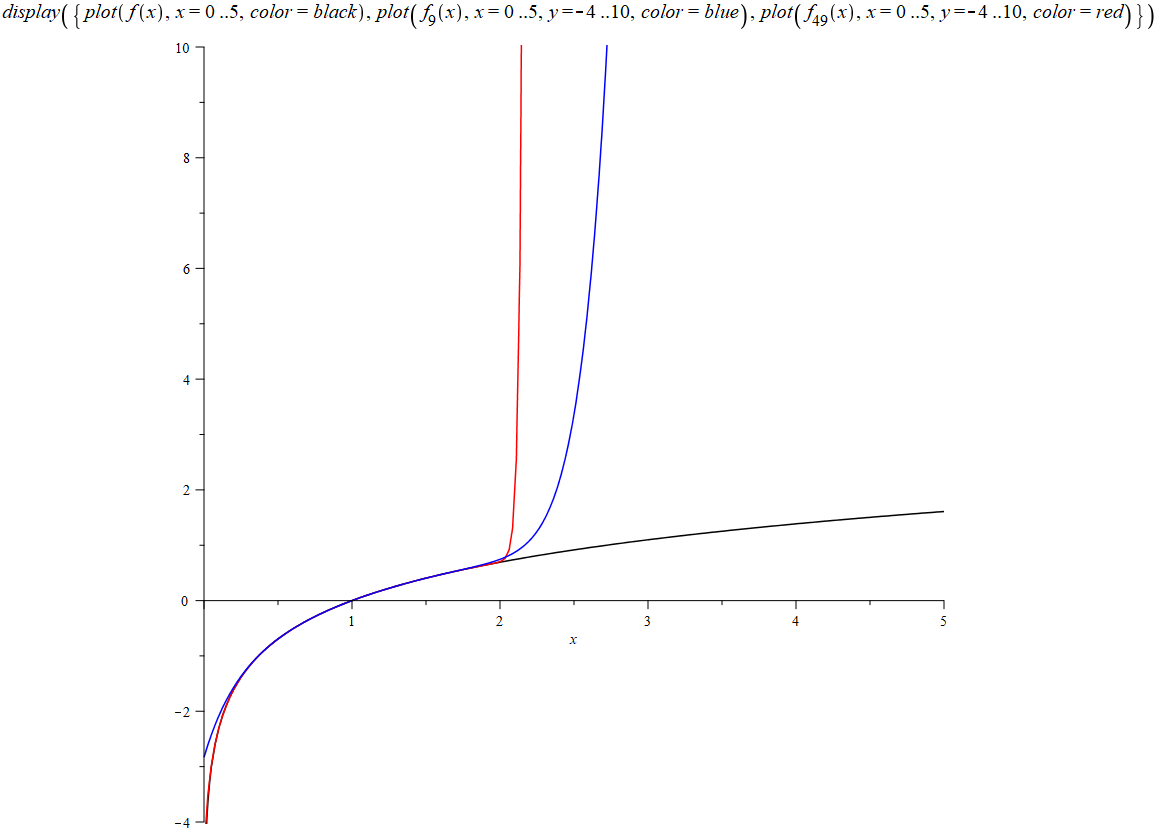 display({plot(f(x), x = 0 ..5, color = black), plot(f9(x), x = 0 ..5, y = −4 ..10, color = blue), plot(f49(x), x = 0 ..5, y = −4 ..10, color = red)})
10
8
6
4
2
0
1 2 3 4 5
x
−2
−4